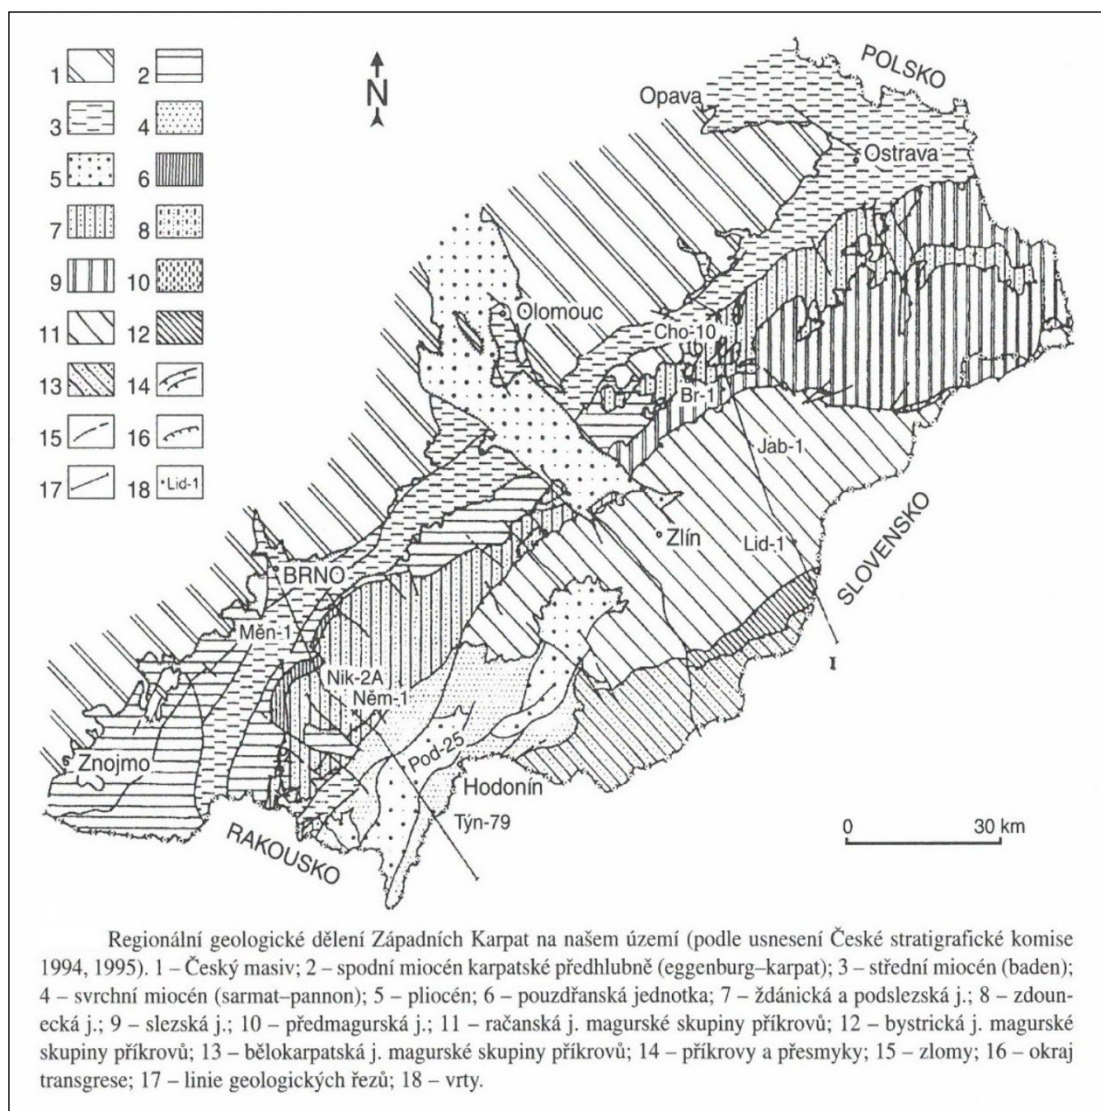 1
2
3
4
5
6
7
8
9
10
11
12
13
14
15
16
17
18
•Lid-1
N
POLSKO
Opava
Ostrava
Olomouc
Cho-10
Br-1
Jab-1
Zlín
Lid-1
SLOVENSKO
BRNO
Měn-1
Nik-2A
Něm-1
I
Znojmo
Pod-25
Hodonín
Týn-79
RAKOUSKO
0 30 km
Regionální geologické dělení Západních Karpat na našem území (podle usnesení České stratigrafické komise
1994, 1995). 1 – Český masiv; 2 – spodní miocén karpatské předhlubně (eggenburg–karpat); 3 – střední miocén (baden);
4 – svrchní miocén (sarmat–pannon); 5 – pliocén; 6 – pouzdřanská jednotka; 7 – ždánická a podslezská j.; 8 – zdoun-
ecká j.; 9 – slezská j.; 10 – předmagurská j.; 11 – račanská j. magurské skupiny příkrovů; 12 – bystrická j. magurské
skupiny příkrovů; 13 – bělokarpatská j. magurské skupiny příkrovů; 14 – příkrovy a přesmyky; 15 – zlomy; 16 – okraj
transgrese; 17 – linie geologických řezů; 18 – vrty.